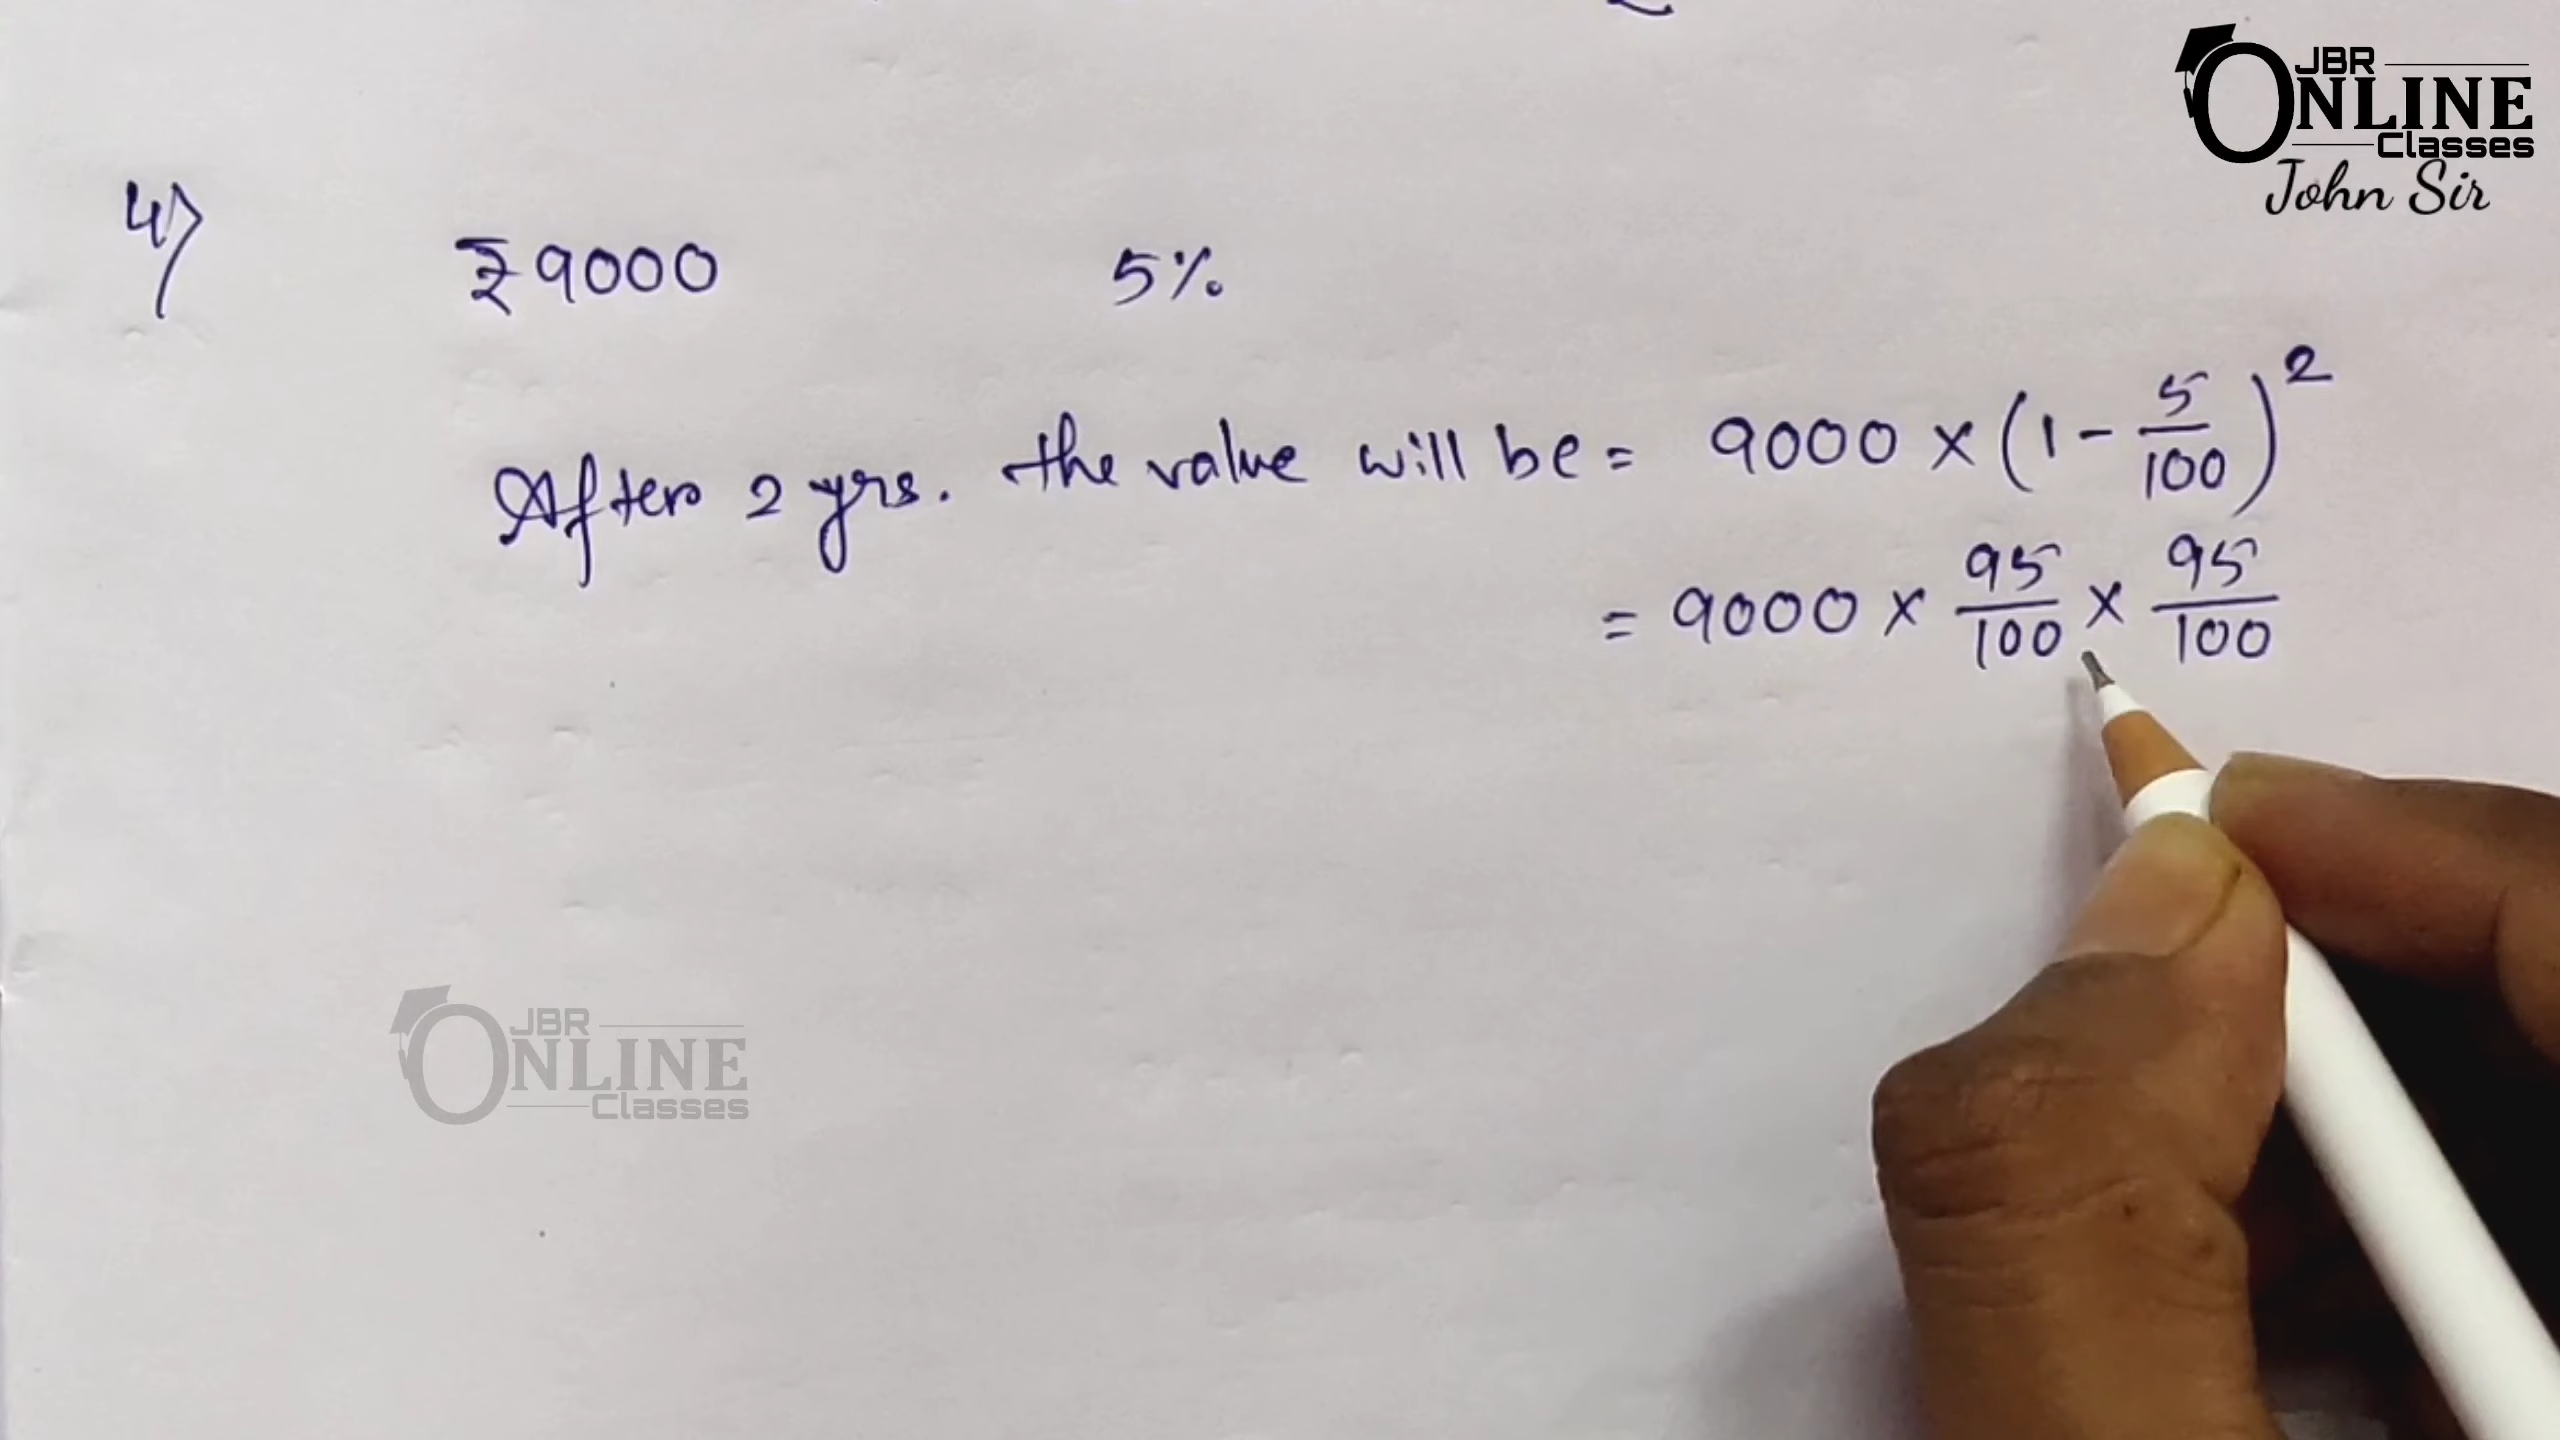 JBR
ONLINE
Classes
John Sir
4)
₹9000 5%
After 2 yrs. the value will be = 9000 × (1 - 5/100)²
= 9000 × 95/100 × 95/100
JBR
ONLINE
Classes